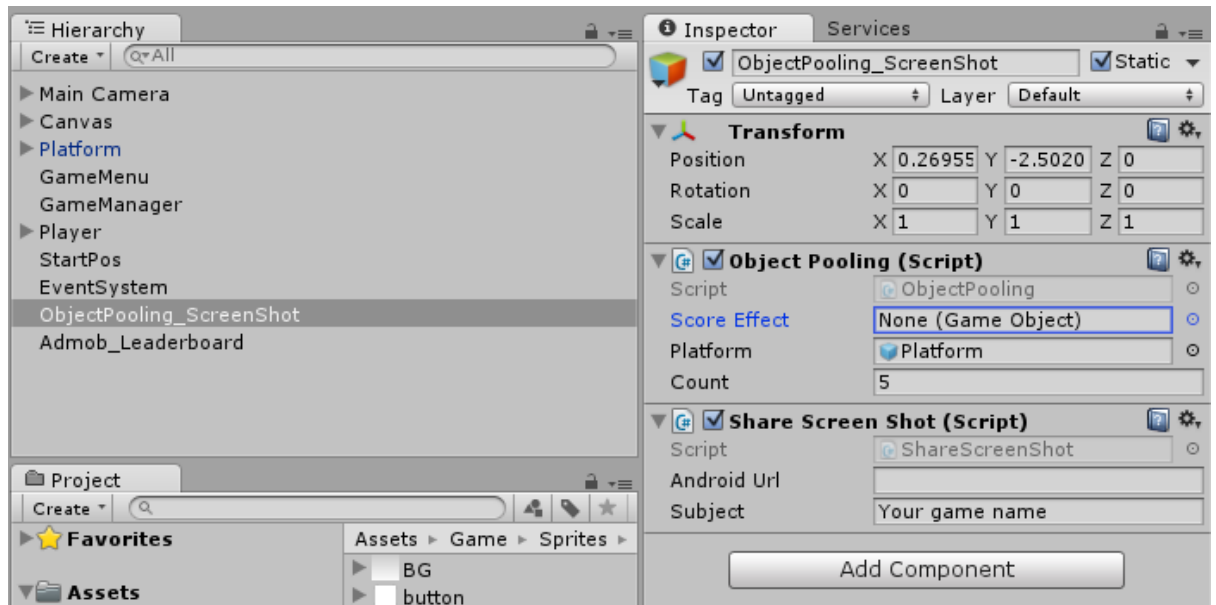 Hierarchy
Create All
Main Camera
Canvas
Platform
GameMenu
GameManager
Player
StartPos
EventSystem
ObjectPooling_ScreenShot
Admob_Leaderboard
Project
Create
Favorites
Assets
Assets Game Sprites
BG
button
Inspector Services
ObjectPooling_ScreenShot Static
Tag Untagged Layer Default
Transform
Position X 0.26955 Y -2.5020 Z 0
Rotation X 0 Y 0 Z 0
Scale X 1 Y 1 Z 1
Object Pooling (Script)
Script ObjectPooling
Score Effect None (Game Object)
Platform Platform
Count 5
Share Screen Shot (Script)
Script ShareScreenShot
Android Url
Subject Your game name
Add Component